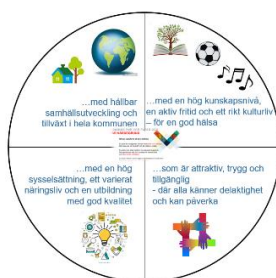 ...med hållbar
samhällsutveckling och
tillväxt i hela kommunen
...med en hög kunskapsnivå,
en aktiv fritid och ett rikt kulturliv
– för en god hälsa
...med en hög
sysselsättning, ett varierat
näringsliv och en utbildning
med god kvalitet
...som är attraktiv, trygg och
tillgänglig
- där alla känner delaktighet
och kan påverka